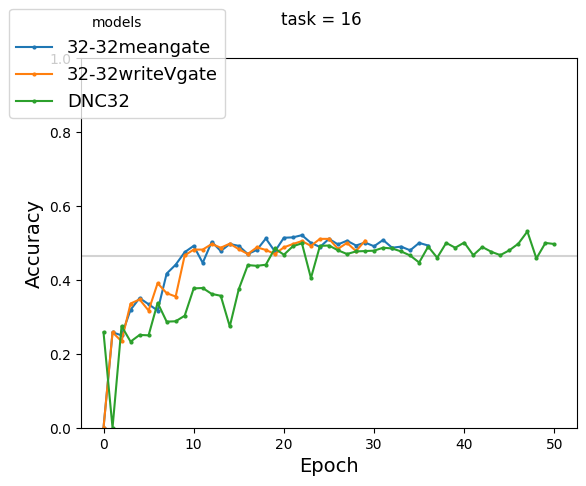 task = 16
models
32-32meangate
32-32writeVgate
DNC32
1.0
0.8
0.6
0.4
0.2
0.0
Accuracy
0
10
20
30
40
50
Epoch